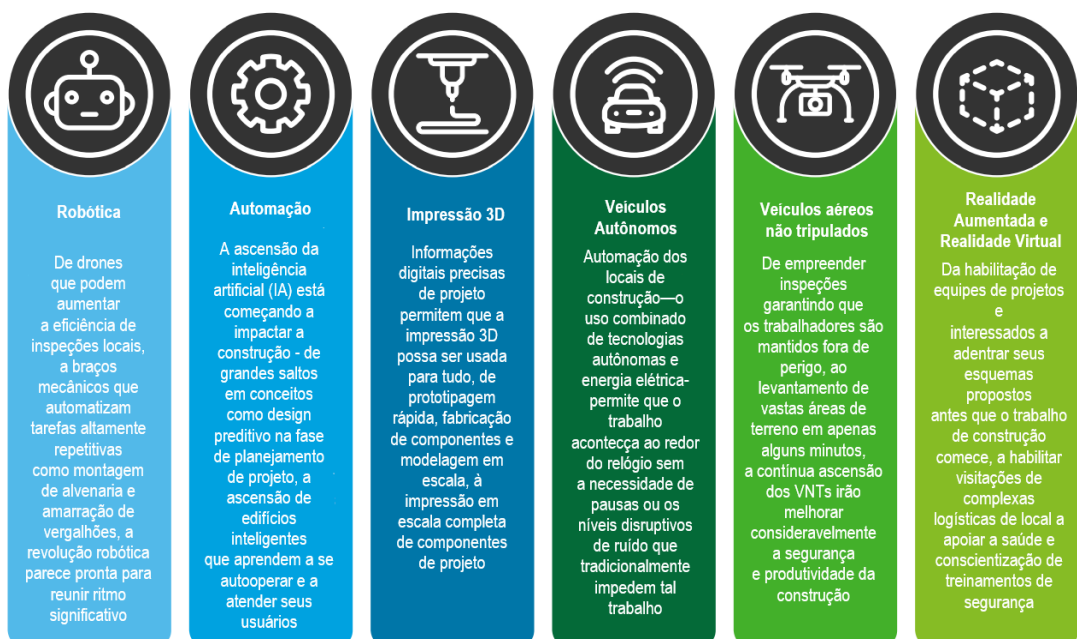 Robótica
De drones
que podem
aumentar
a eficiência de
inspeções locais,
a braços
mecânicos que
automatizam
tarefas altamente
repetitivas
como montagem
de alvenaria e
amarração de
vergalhões, a
revolução robótica
parece pronta para
reunir ritmo
significativo
Automação
A ascensão da
inteligência
artificial (IA) está
começando a
impactar a
construção - de
grandes saltos
em conceitos
como design
preditivo na fase
de planejamento
de projeto, a
ascensão de
edifícios
inteligentes
que aprendem a se
autooperar e a
atender seus
usuários
Impressão 3D
Informações
digitais precisas
de projeto
permitem que a
impressão 3D
possa ser usada
para tudo, de
prototipagem
rápida, fabricação
de componentes e
modelagem em
escala, à
impressão em
escala completa
de componentes
de projeto
Veículos
Autônomos
Automação dos
locais de
construção—o
uso combinado
de tecnologias
autônomas e
energia elétrica-
permite que o
trabalho
aconteçca ao redor
do relógio sem
a necessidade de
pausas ou os
níveis disruptivos
de ruído que
tradicionalmente
impedem tal
trabalho
Veículos aéreos
não tripulados
De empreender
inspeções
garantindo que
os trabalhadores são
mantidos fora de
perigo, ao
levantamento de
vastas áreas de
terreno em apenas
alguns minutos,
a contínua ascensão
dos VNTs irão
melhorar
consideravelmente
a segurança
e produtividade da
construção
Realidade
Aumentada e
Realidade Virtual
Da habilitação de
equipes de projetos
e
interessados a
adentrar seus
esquemas
propostos
antes que o trabalho
de construção
comece, a habilitar
visitações de
complexas
logísticas de local a
apoiar a saúde e
conscientização de
treinamentos de
segurança